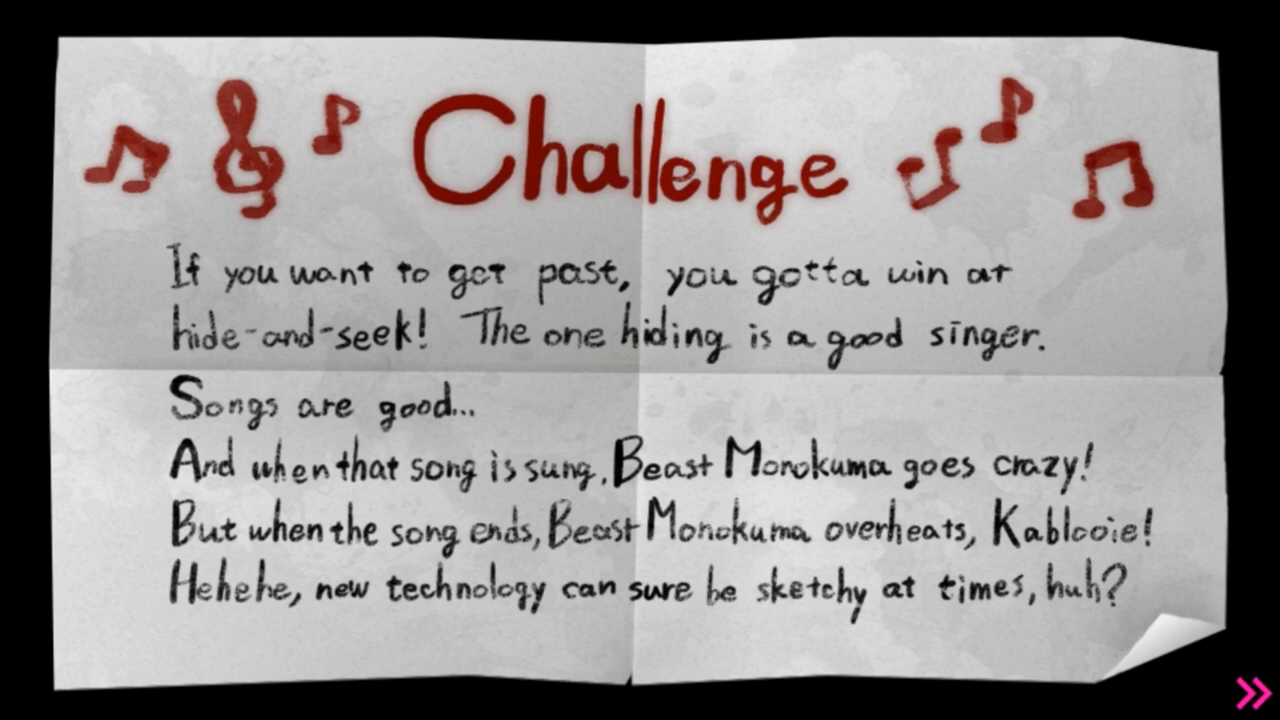 Challenge
If you want to get past, you gotta win at
hide-and-seek! The one hiding is a good singer.
Songs are good...
And when that song is sung, Beast Monokuma goes crazy!
But when the song ends, Beast Monokuma overheats, Kablooie!
Hehehe, new technology can sure be sketchy at times, huh?